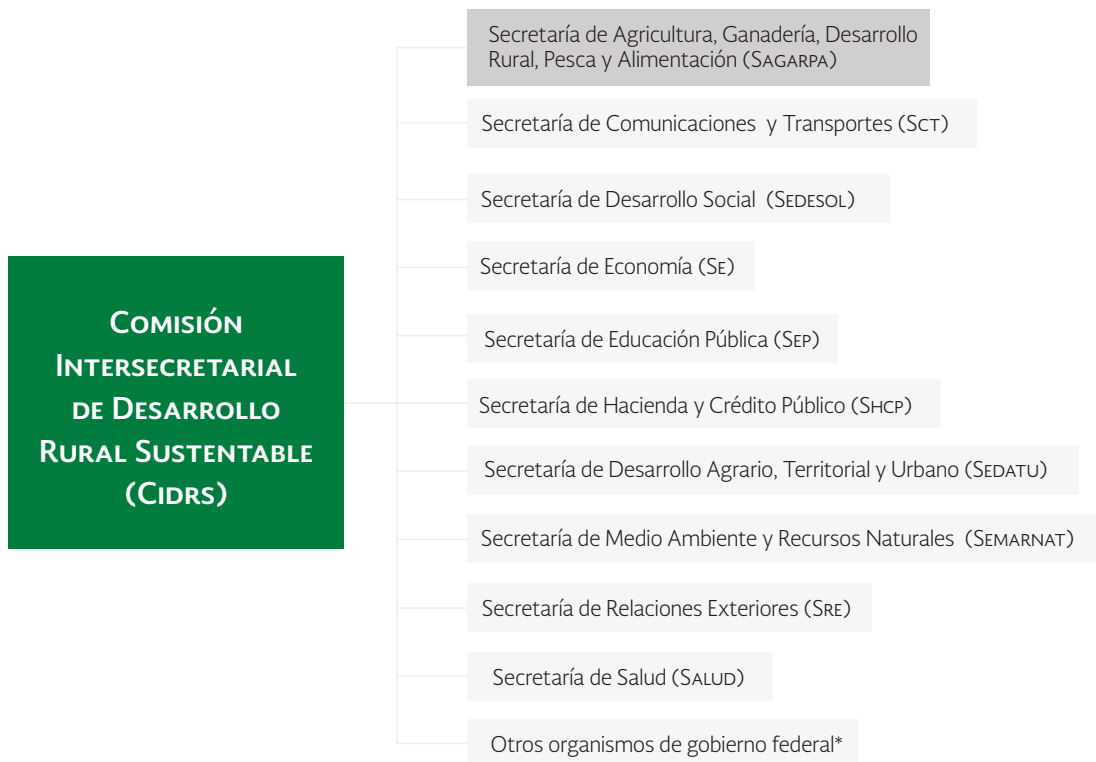 Secretaría de Agricultura, Ganadería, Desarrollo
Rural, Pesca y Alimentación (SAGARPA)
Secretaría de Comunicaciones y Transportes (SCT)
Secretaría de Desarrollo Social (SEDESOL)
Secretaría de Economía (SE)
COMISIÓN
INTERSECRETARIAL
DE DESARROLLO
RURAL SUSTENTABLE
(CIDRS)
Secretaría de Educación Pública (SEP)
Secretaría de Hacienda y Crédito Público (SHCP)
Secretaría de Desarrollo Agrario, Territorial y Urbano (SEDATU)
Secretaría de Medio Ambiente y Recursos Naturales (SEMARNAT)
Secretaría de Relaciones Exteriores (SRE)
Secretaría de Salud (SALUD)
Otros organismos de gobierno federal*